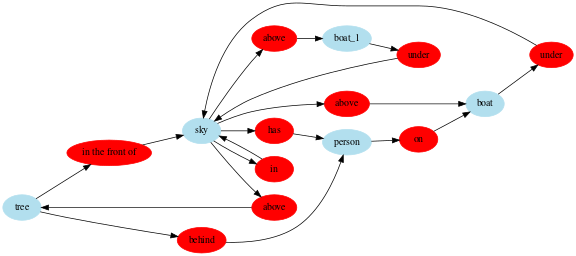 above
boat_1
under
under
above
boat
sky
has
person
on
in the front of
in
tree
above
behind